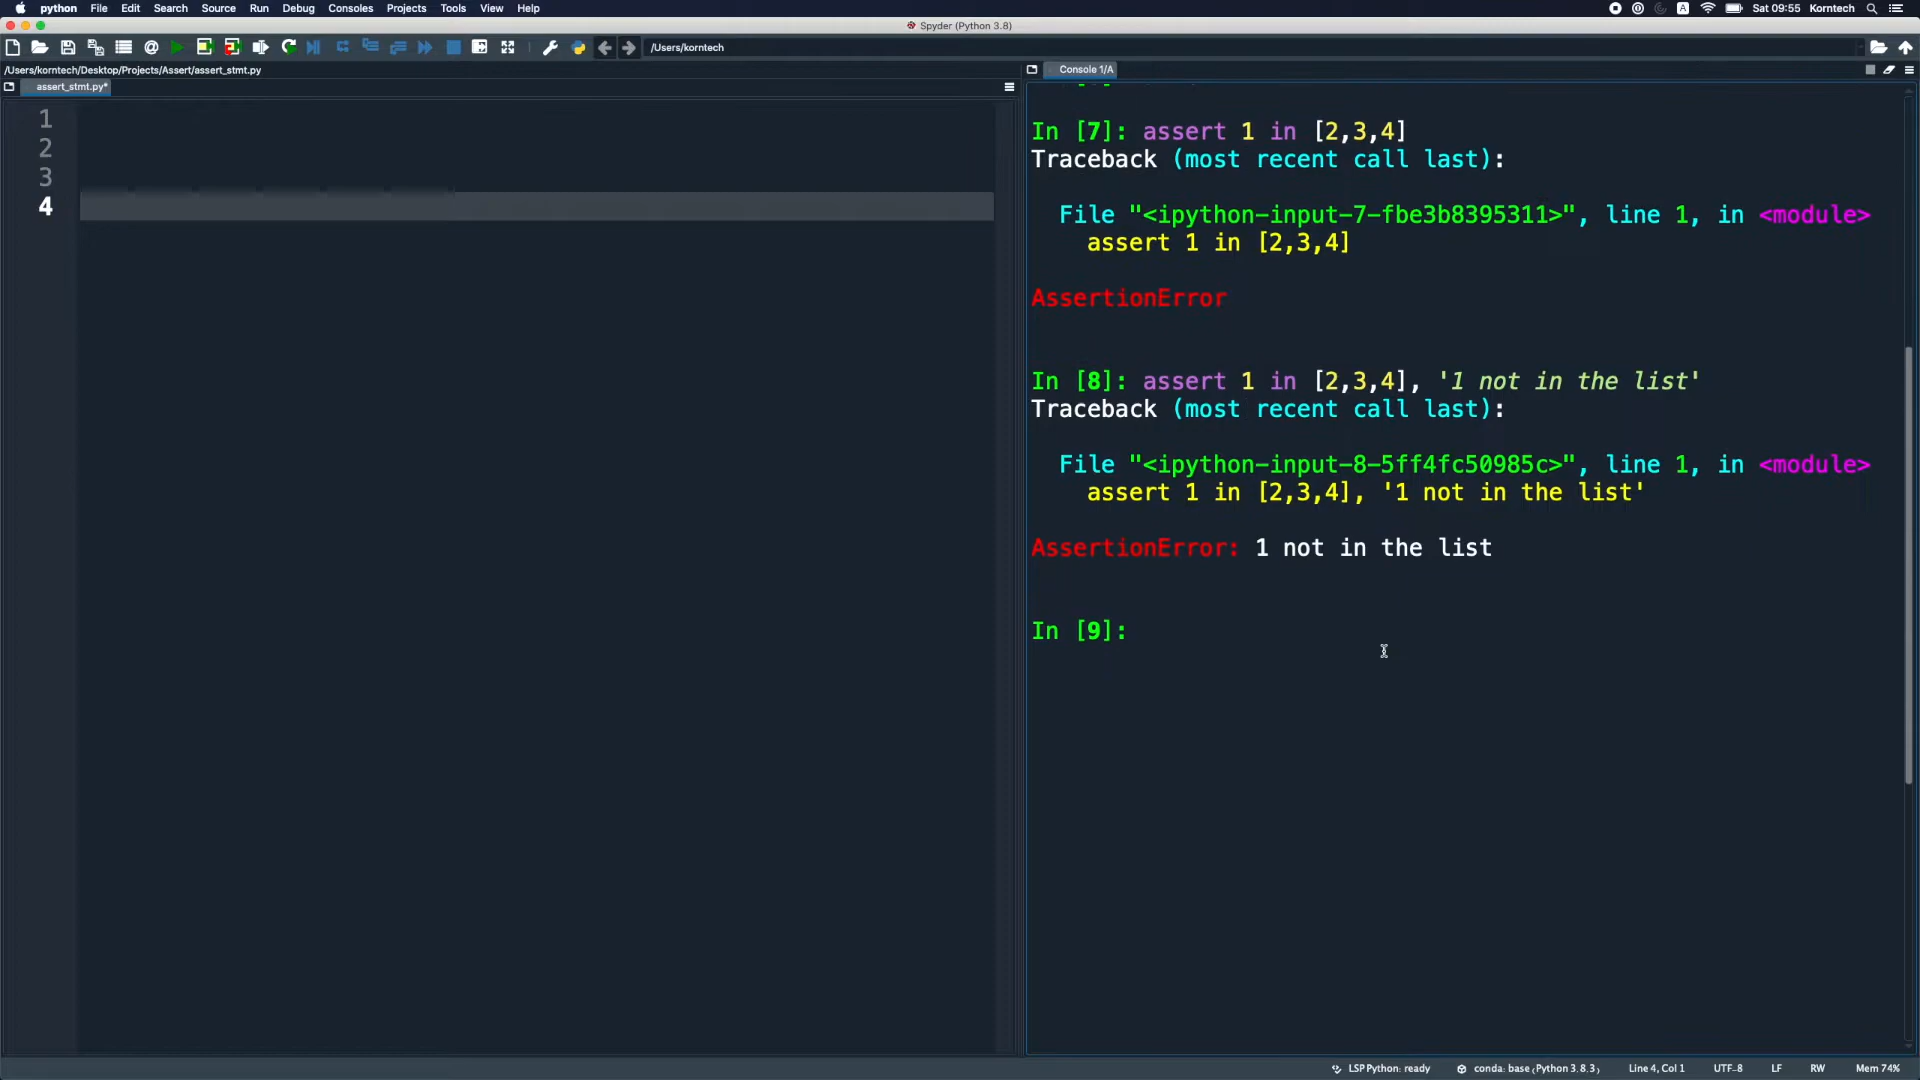 python File Edit Search Source Run Debug Consoles Projects Tools View Help
A Sat 09:55 Korntech
Spyder (Python 3.8)
/Users/korntech
/Users/korntech/Desktop/Projects/Assert/assert_stmt.py
assert_stmt.py*
1
2
3
4
Console 1/A
In [7]: assert 1 in [2,3,4]
Traceback (most recent call last):
File "<ipython-input-7-fbe3b8395311>", line 1, in <module>
assert 1 in [2,3,4]
AssertionError
In [8]: assert 1 in [2,3,4], '1 not in the list'
Traceback (most recent call last):
File "<ipython-input-8-5ff4fc50985c>", line 1, in <module>
assert 1 in [2,3,4], '1 not in the list'
AssertionError: 1 not in the list
In [9]:
LSP Python: ready conda: base (Python 3.8.3) Line 4, Col 1 UTF-8 LF RW Mem 74%